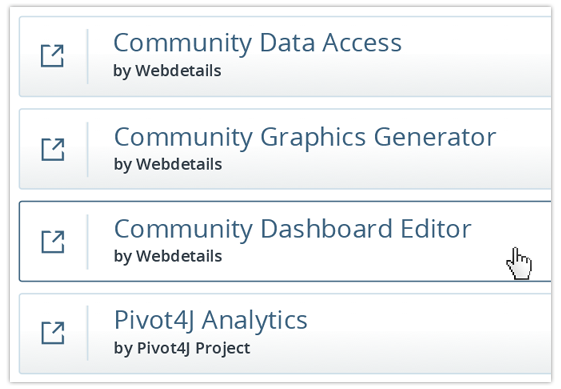 Community Data Access
by Webdetails
Community Graphics Generator
by Webdetails
Community Dashboard Editor
by Webdetails
Pivot4J Analytics
by Pivot4J Project